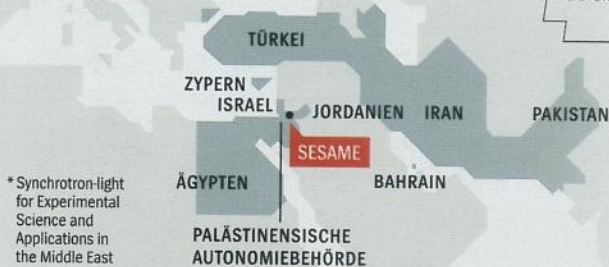 TÜRKEI
ZYPERN
ISRAEL
JORDANIEN
IRAN
PAKISTAN
SESAME
ÄGYPTEN
BAHRAIN
PALÄSTINENSISCHE
AUTONOMIEBEHÖRDE
* Synchrotron-light
for Experimental
Science and
Applications in
the Middle East